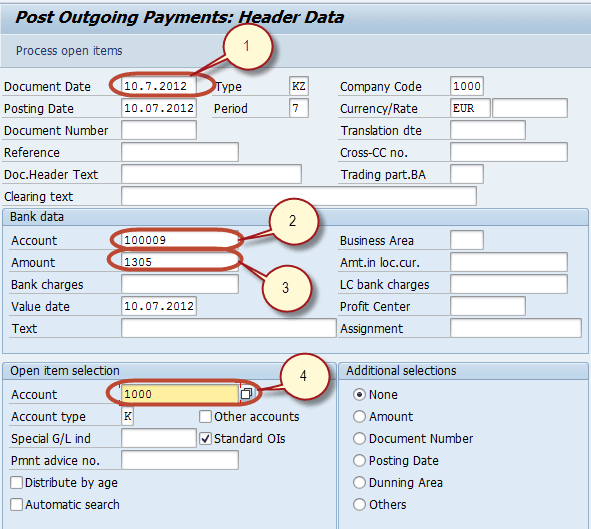 Post Outgoing Payments: Header Data
1
Process open items
Document Date 10.7.2012 Type KZ Company Code 1000
Posting Date 10.07.2012 Period 7 Currency/Rate EUR
Document Number Translation dte
Reference Cross-CC no.
Doc.Header Text Trading part.BA
Clearing text
Bank data
2
Account 100009 Business Area
Amount 1305 Amt.in loc.cur.
3
Bank charges LC bank charges
Value date 10.07.2012 Profit Center
Text Assignment
Open item selection 4 Additional selections
Account 1000 None
Account type K Other accounts Amount
Special G/L ind Standard OIs Document Number
Pmnt advice no. Posting Date
Distribute by age Dunning Area
Automatic search Others